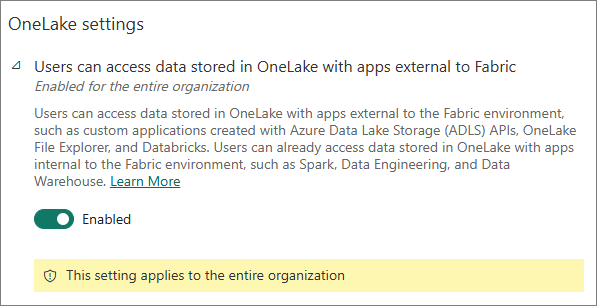 OneLake settings
Users can access data stored in OneLake with apps external to Fabric
Enabled for the entire organization
Users can access data stored in OneLake with apps external to the Fabric environment,
such as custom applications created with Azure Data Lake Storage (ADLS) APIs, OneLake
File Explorer, and Databricks. Users can already access data stored in OneLake with apps
internal to the Fabric environment, such as Spark, Data Engineering, and Data
Warehouse. Learn More
Enabled
This setting applies to the entire organization